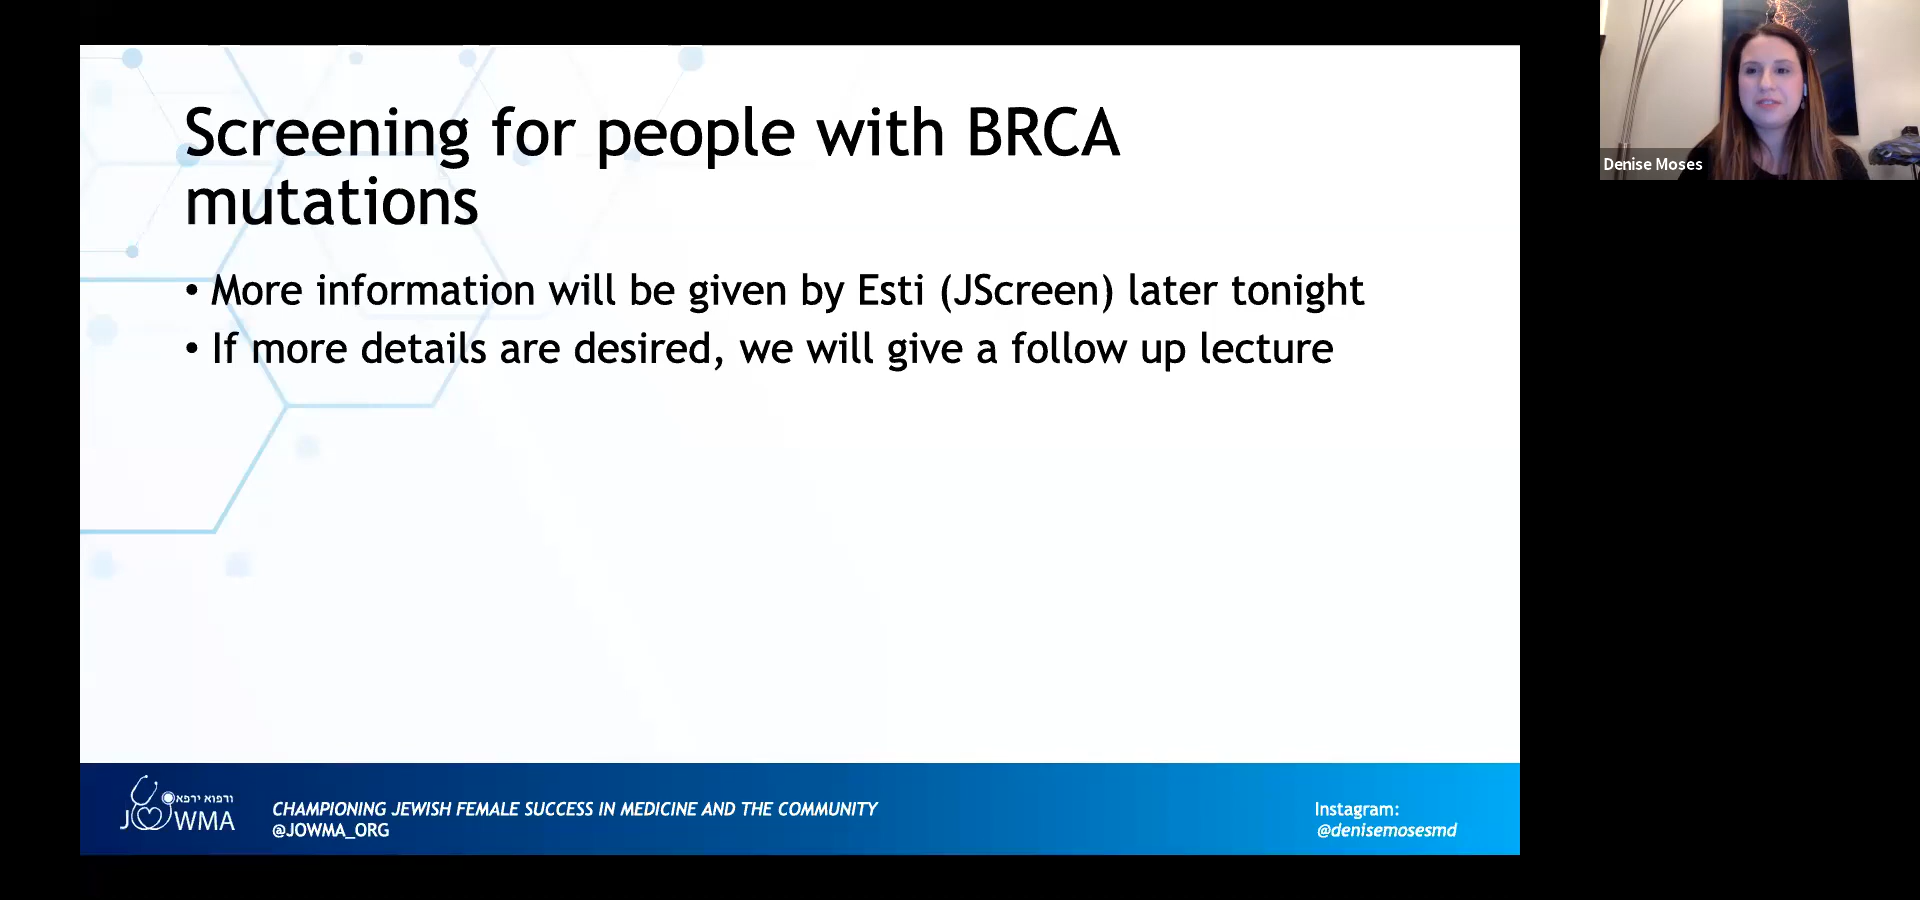 Screening for people with BRCA
mutations
• More information will be given by Esti (JScreen) later tonight
• If more details are desired, we will give a follow up lecture
Denise Moses
ורפוא ירפא
JOWMA
CHAMPIONING JEWISH FEMALE SUCCESS IN MEDICINE AND THE COMMUNITY
@JOWMA_ORG
Instagram:
@denisemosesmd